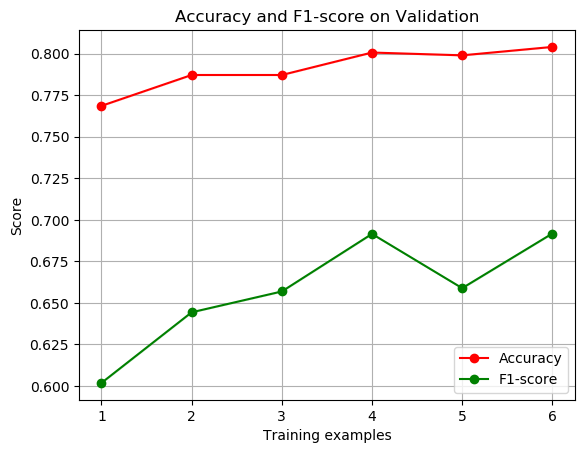 Accuracy and F1-score on Validation
0.800
0.775
0.750
0.725
0.700
0.675
0.650
0.625
0.600
Score
Accuracy
F1-score
1 2 3 4 5 6
Training examples